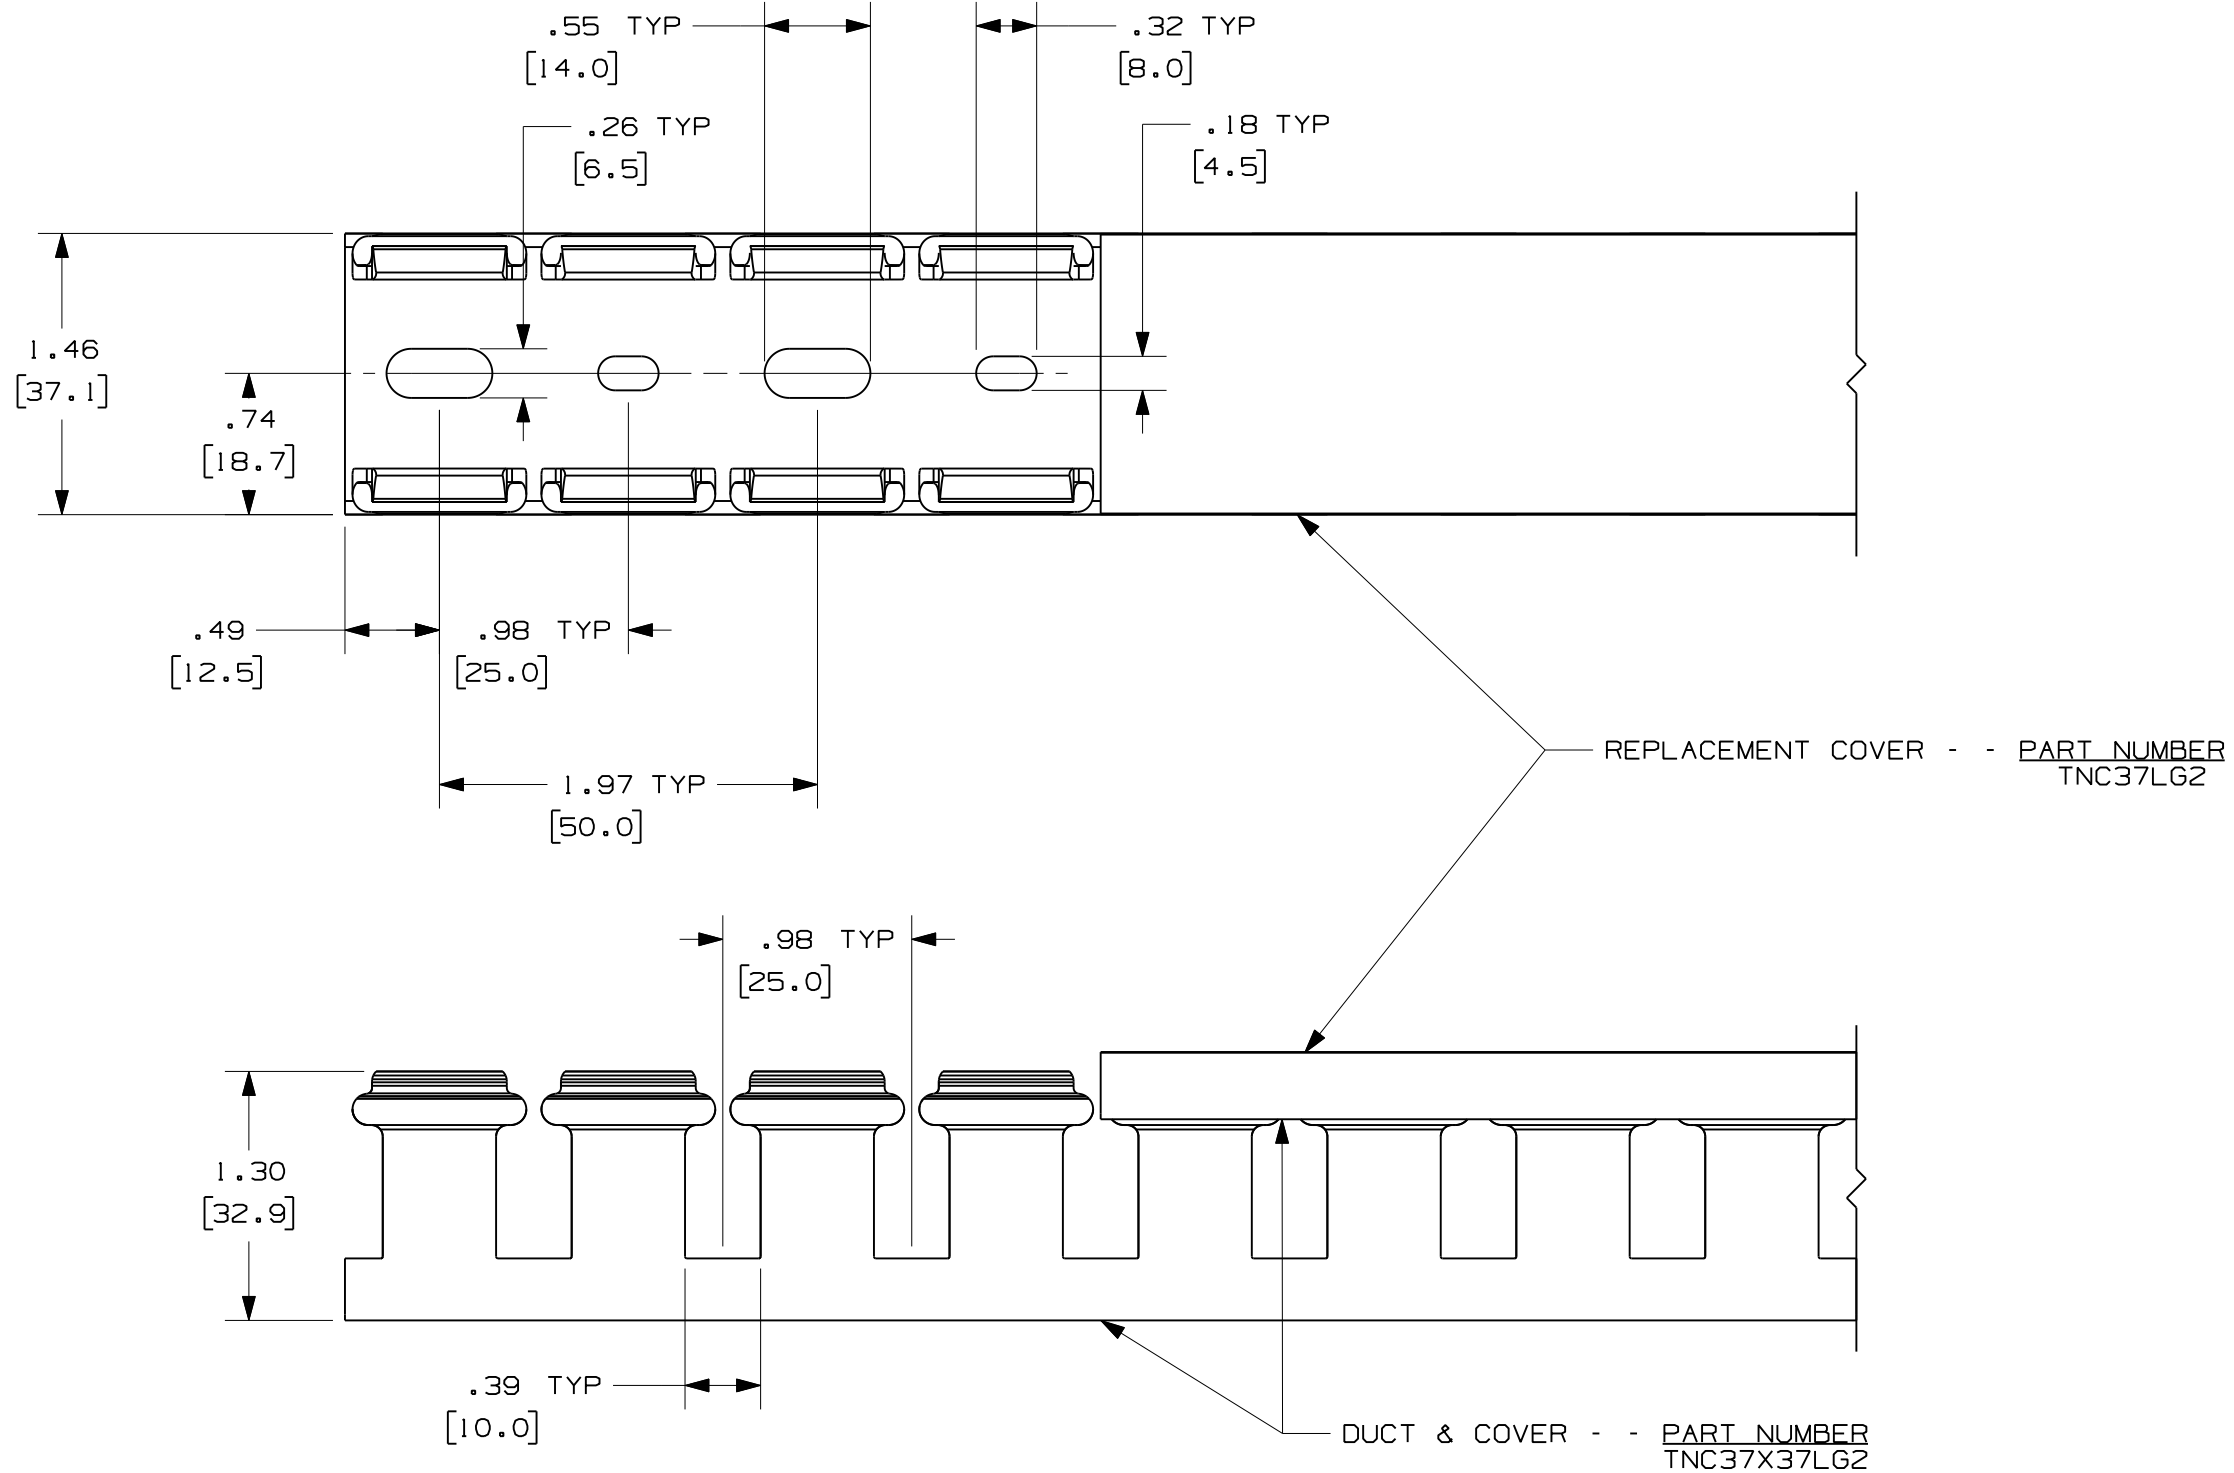 .55 TYP
[14.0]
.32 TYP
[8.0]
.26 TYP
[6.5]
.18 TYP
[4.5]
1.46
[37.1]
.74
[18.7]
.49
[12.5]
.98 TYP
[25.0]
1.97 TYP
[50.0]
REPLACEMENT COVER - - PART NUMBER
TNC37LG2
.98 TYP
[25.0]
1.30
[32.9]
.39 TYP
[10.0]
DUCT & COVER - - PART NUMBER
TNC37X37LG2